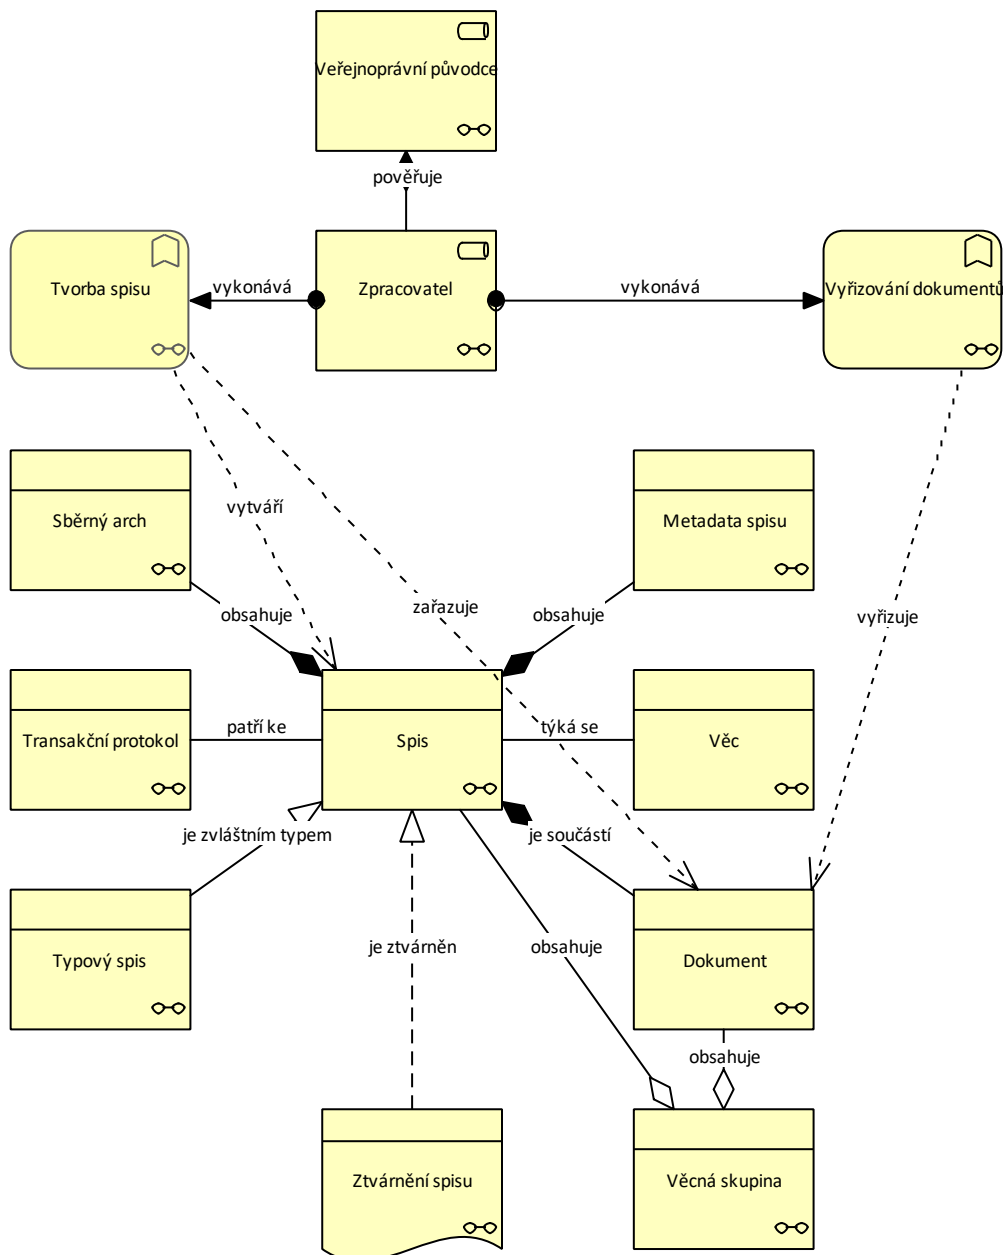 Veřejnoprávní původce
pověřuje
Tvorba spisu
vykonává
Zpracovatel
vykonává
Vyřizování dokumentů
vytváří
Sběrný arch
Metadata spisu
obsahuje
zařazuje
obsahuje
vyřizuje
Transakční protokol
patří ke
Spis
týká se
Věc
je zvláštním typem
je součástí
Typový spis
je ztvárněn
obsahuje
Dokument
obsahuje
Ztvárnění spisu
Věcná skupina